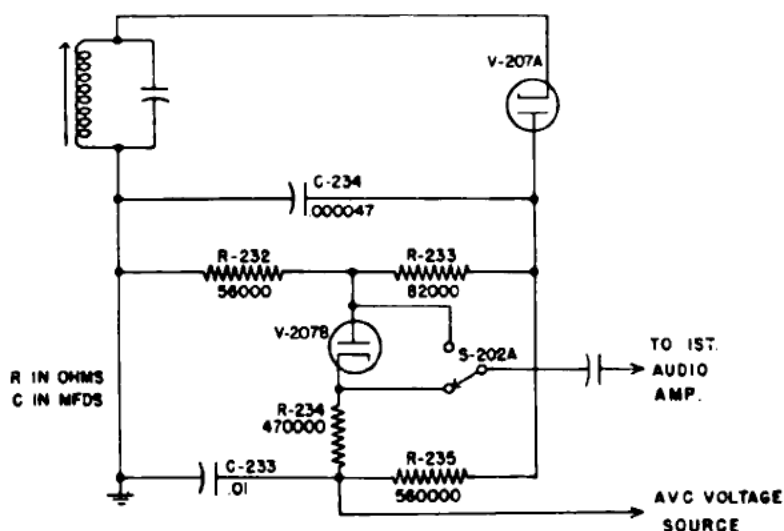 V-207A
C-234
.000047
R-232
56000
R-233
82000
V-207B
S-202A
TO 1ST.
AUDIO
AMP.
R IN OHMS
C IN MFDS
R-234
470000
C-233
.01
R-235
560000
AVC VOLTAGE
SOURCE